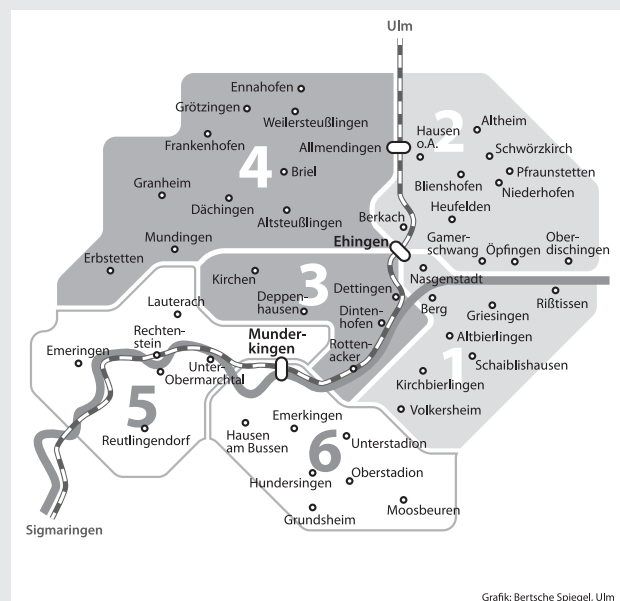 Ulm
Ennahofen
Grötzingen
Weilersteußlingen
Frankenhofen
Allmendingen
4
Briel
Granheim
Dächingen
Altsteußlingen
Mundingen
Erbstetten
2
Altheim
Hausen
o.A.
Schwörzkirch
Pfraunstetten
Blienshofen
Niederhofen
Heufelden
Berkach
Ehingen
Gamer-
schwang
Öpfingen
Ober-
dischingen
Nasgenstadt
Kirchen
3
Dettingen
Deppen-
hausen
Dinten-
hofen
Rotten-
acker
Berg
Rißtissen
Griesingen
Altbierlingen
1
Schaiblishausen
Kirchbierlingen
Volkersheim
Lauterach
Rechten-
stein
Munder-
kingen
Emeringen
Unter-
Obermarchtal
5
Reutlingendorf
Emerkingen
Hausen
am Bussen
6
Unterstadion
Hundersingen
Oberstadion
Grundsheim
Moosbeuren
Sigmaringen
Grafik: Bertsche Spiegel, Ulm